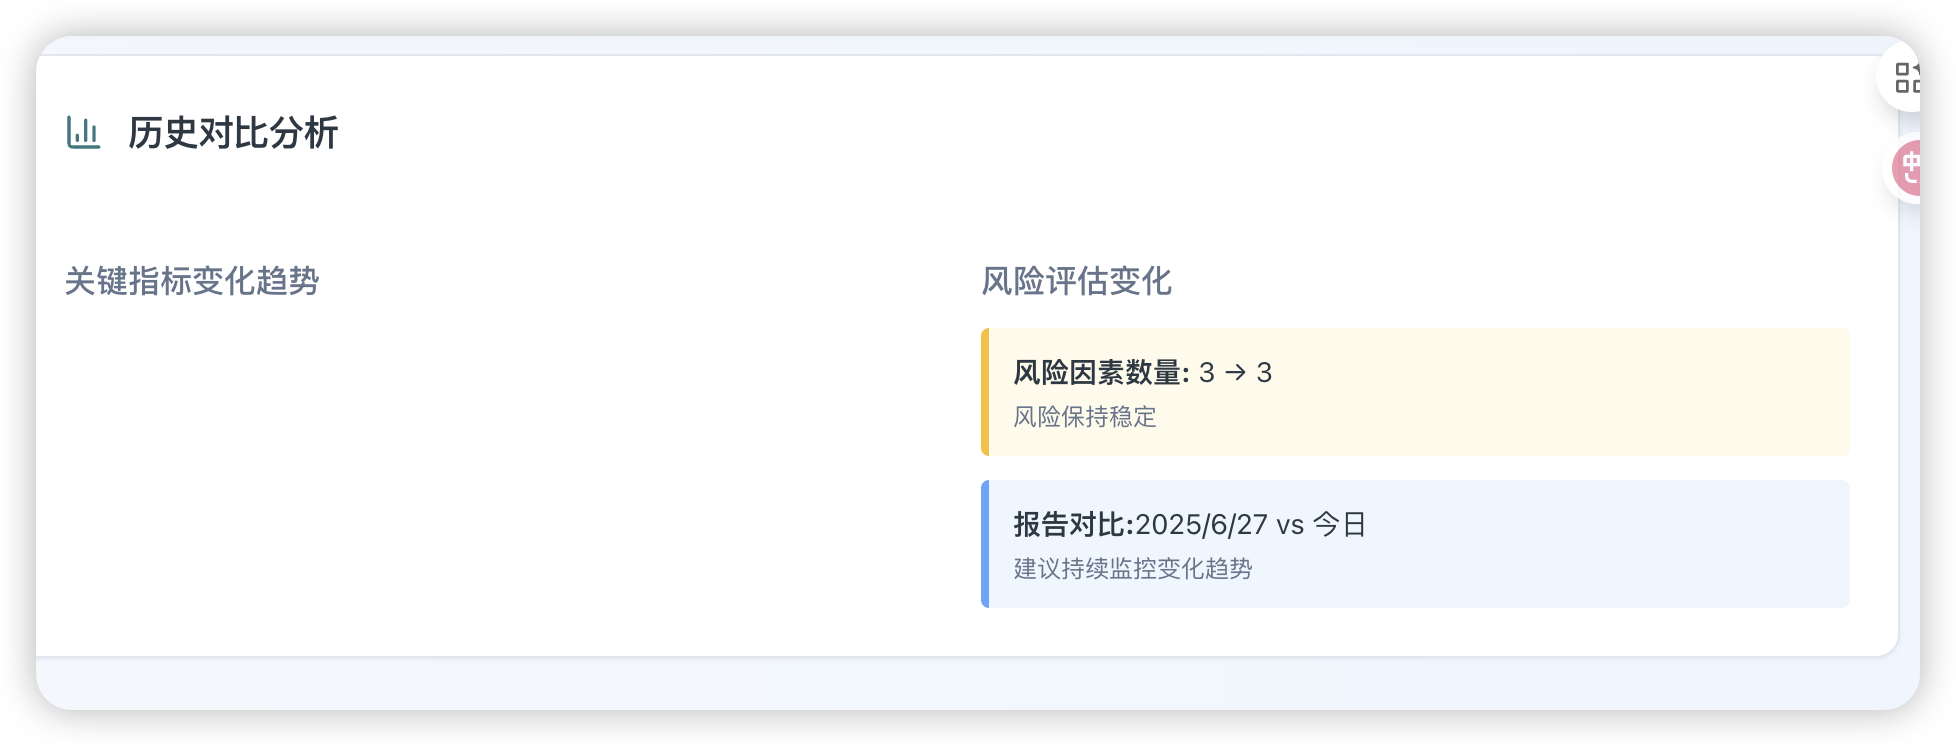 历史对比分析
关键指标变化趋势
风险评估变化
风险因素数量: 3 → 3
风险保持稳定
报告对比:2025/6/27 vs 今日
建议持续监控变化趋势